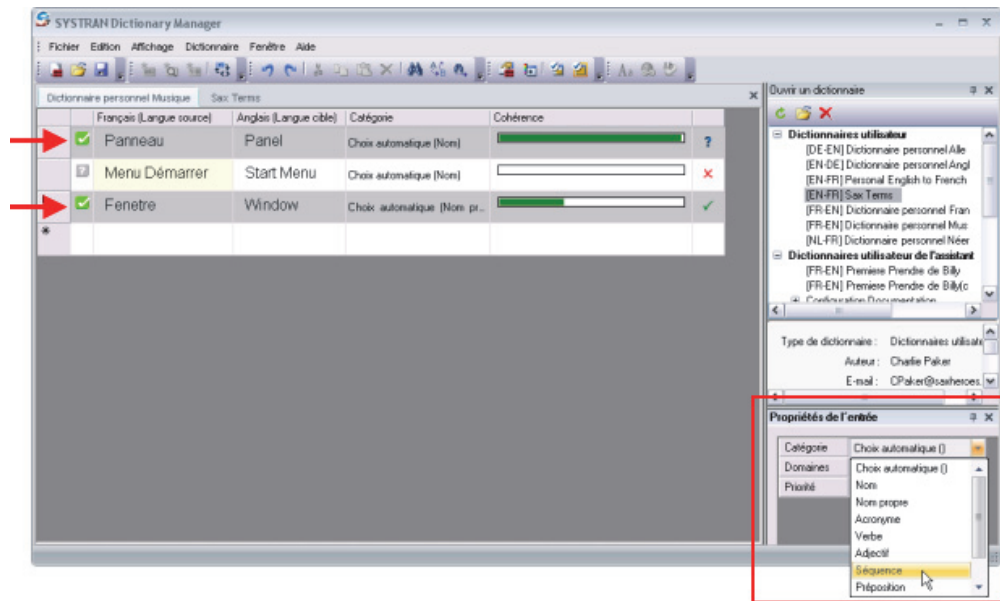 SYSTRAN Dictionary Manager
Fichier Edition Affichage Dictionnaire Fenêtre Aide
Dictionnaire personnel Musique Sax Terms
Français (Langue source) Anglais (Langue cible) Catégorie Cohérence
Panneau Panel Choix automatique (Nom) ?
Menu Démarrer Start Menu Choix automatique (Nom)
Fenetre Window Choix automatique (Nom pr...
Ouvrir un dictionnaire
Dictionnaires utilisateur
[DE-EN] Dictionnaire personnel Alle
[EN-DE] Dictionnaire personnel Angl
[EN-FR] Personal English to French
[EN-FR] Sax Terms
[FR-EN] Dictionnaire personnel Fran
[FR-EN] Dictionnaire personnel Mus
[NL-FR] Dictionnaire personnel Néer
Dictionnaires utilisateur de l'assistant
[FR-EN] Premiere Prendre de Billy
[FR-EN] Premiere Prendre de Billy(c
Configuration Documentation
Type de dictionnaire : Dictionnaires utilisate
Auteur : Charlie Paker
E-mail : CPaker@saxheroes.
Propriétés de l'entrée
Catégorie Choix automatique ()
Domaines Choix automatique ()
Priorité Nom
Nom propre
Acronyme
Verbe
Adjectif
Séquence
Préposition